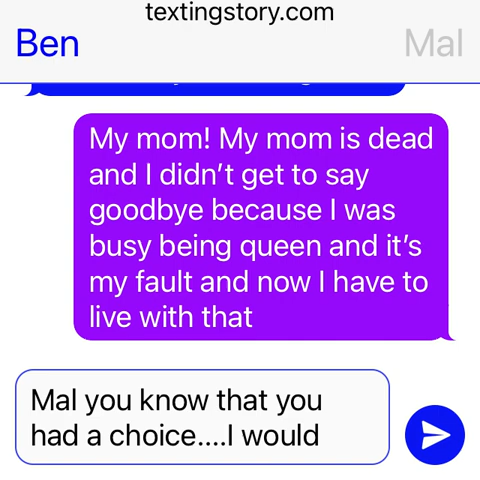 textingstory.com
Ben
Mal
My mom! My mom is dead
and I didn't get to say
goodbye because I was
busy being queen and it's
my fault and now I have to
live with that
Mal you know that you
had a choice....I would